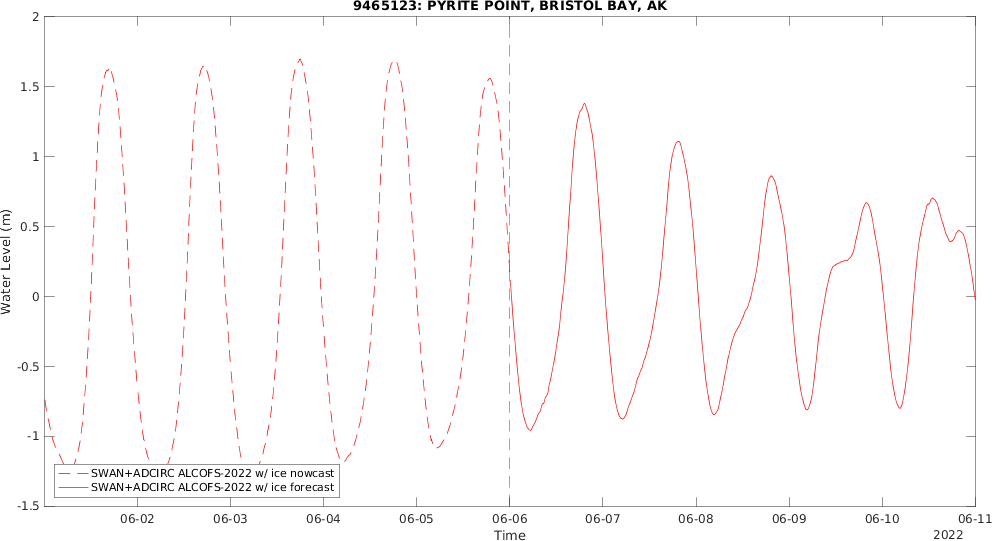 9465123: PYRITE POINT, BRISTOL BAY, AK
2
1.5
1
0.5
0
-0.5
-1
-1.5
Water Level (m)
SWAN+ADCIRC ALCOFS-2022 w/ ice nowcast
SWAN+ADCIRC ALCOFS-2022 w/ ice forecast
06-02 06-03 06-04 06-05 06-06 06-07 06-08 06-09 06-10 06-11
Time
2022